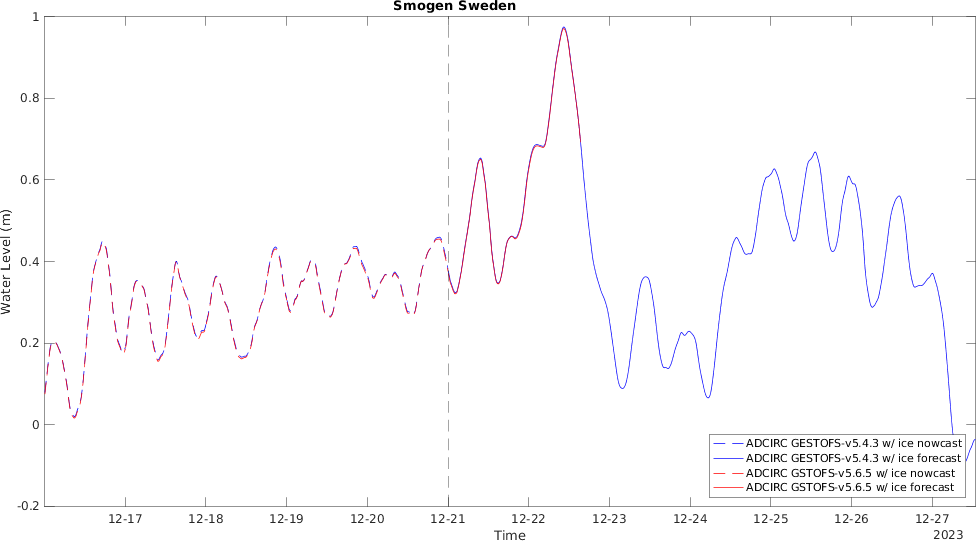 Smogen Sweden
1
0.8
0.6
0.4
0.2
0
-0.2
Water Level (m)
12-17 12-18 12-19 12-20 12-21 12-22 12-23 12-24 12-25 12-26 12-27
Time
2023
ADCIRC GESTOFS-v5.4.3 w/ ice nowcast
ADCIRC GESTOFS-v5.4.3 w/ ice forecast
ADCIRC GSTOFS-v5.6.5 w/ ice nowcast
ADCIRC GSTOFS-v5.6.5 w/ ice forecast